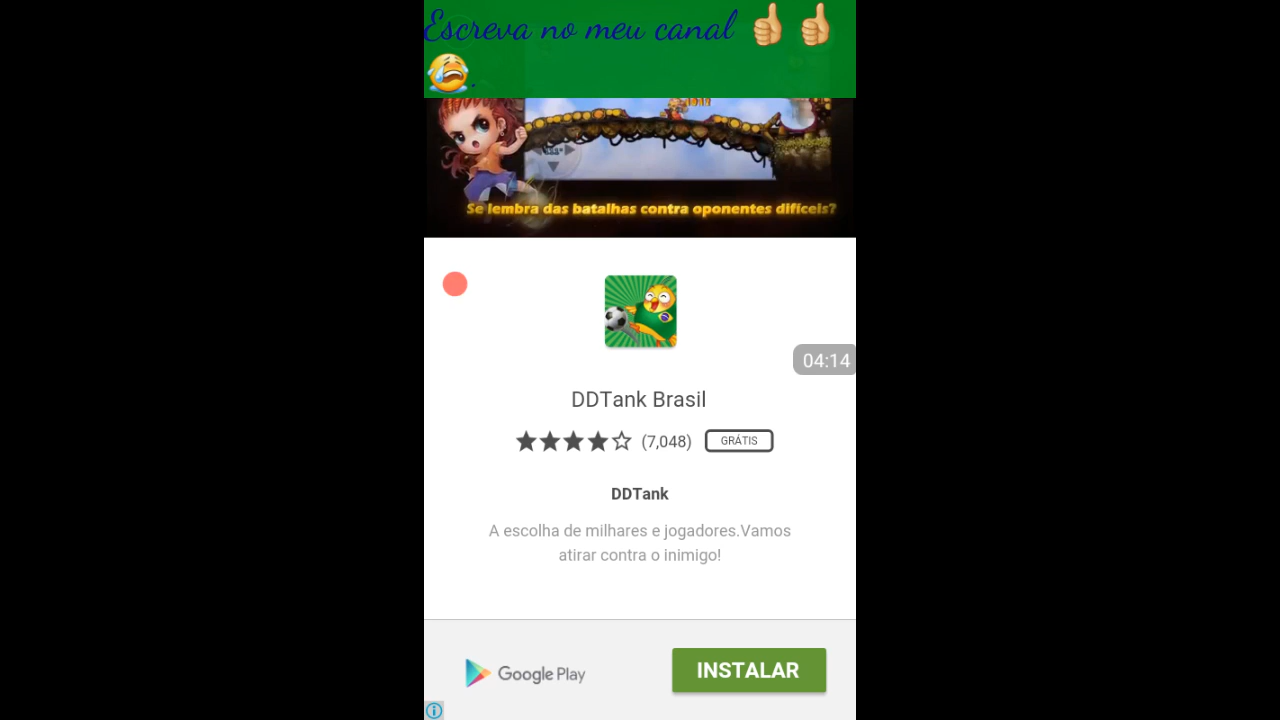 Escreva no meu canal 👍👍
😭.
Se lembra das batalhas contra oponentes difíceis?
04:14
DDTank Brasil
(7,048) GRÁTIS
DDTank
A escolha de milhares e jogadores.Vamos
atirar contra o inimigo!
Google Play
INSTALAR